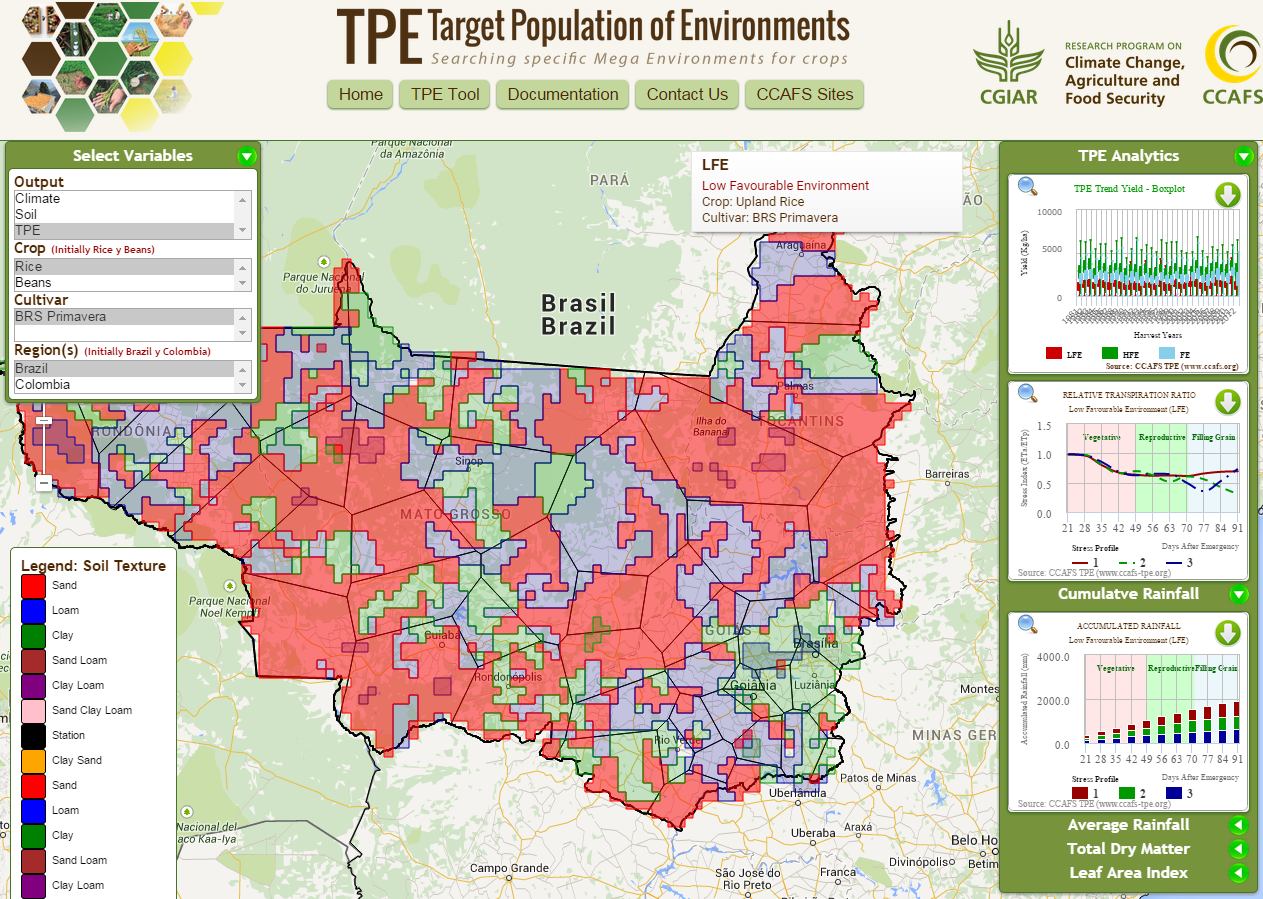 TPE Target Population of Environments
Searching specific Mega Environments for crops
Home
TPE Tool
Documentation
Contact Us
CCAFS Sites
CGIAR
RESEARCH PROGRAM ON
Climate Change,
Agriculture and
Food Security
CCAFS
Select Variables
Output
Climate
Soil
TPE
Crop (Initially Rice y Beans)
Rice
Beans
Cultivar
BRS Primavera
Region(s) (Initially Brazil y Colombia)
Brazil
Colombia
Legend: Soil Texture
Sand
Loam
Clay
Sand Loam
Clay Loam
Sand Clay Loam
Station
Clay Sand
Sand
Loam
Clay
Sand Loam
Clay Loam
Parque Nacional
da Amazônia
PARÁ
Parque Nacional
do Juruena
Brasil
Brazil
LFE
Low Favourable Environment
Crop: Upland Rice
Cultivar: BRS Primavera
ÃO
Araguaína
Palmas
TOCANTINS
Ilha do
Bananal
RONDÔNIA
Sinop
MATO GROSSO
Barreiras
Parque Nacional
Noel Kempff
Cuiabá
Rondonópolis
GOIÁS
Brasília
Goiânia
Luziânia
Montes
Rio Verde
MINAS GER
Patos de Minas
Uberlândia
Nacional del
aco Kaa-Iya
Uberaba
Araxá
Belo Ho
Campo Grande
Divinópolis
Betim
São José do
Rio Preto
Franca
TPE Analytics
TPE Trend Yield - Boxplot
Yield (Kg/ha)
10000
5000
0
Harvest Years
LFE
HFE
FE
Source: CCAFS TPE (www.ccafs.org)
RELATIVE TRANSPIRATION RATIO
Low Favourable Environment (LFE)
Stress Index (ETa/ETp)
1.5
1.0
0.5
0.0
Vegetative
Reproductive
Filling Grain
21 28 35 42 49 56 63 70 77 84 91
Stress Profile
Days After Emergency
1 2 3
Source: CCAFS TPE (www.ccafs-tpe.org)
Cumulatve Rainfall
ACCUMULATED RAINFALL
Low Favourable Environment (LFE)
Accumulated Rainfall (mm)
4000.0
2000.0
0.0
Vegetative
Reproductive
Filling Grain
21 28 35 42 49 56 63 70 77 84 91
Stress Profile
Days After Emergency
1 2 3
Source: CCAFS TPE (www.ccafs-tpe.org)
Average Rainfall
Total Dry Matter
Leaf Area Index